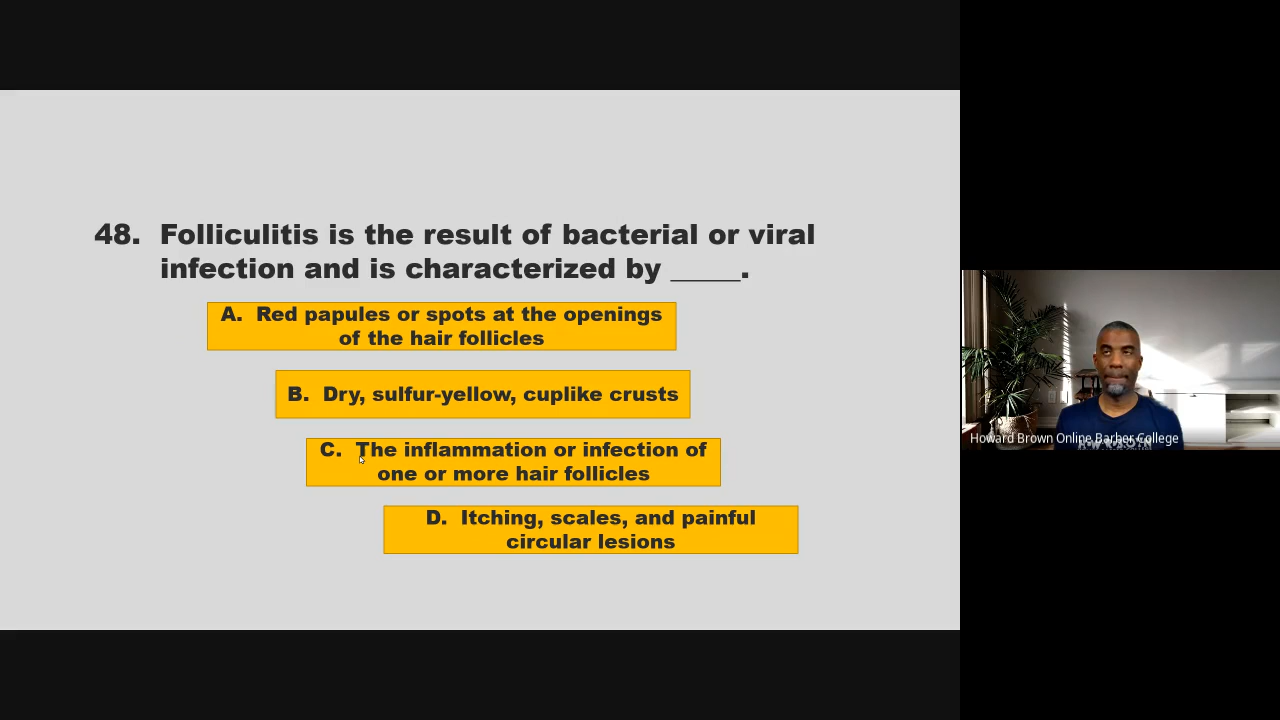 48. Folliculitis is the result of bacterial or viral
infection and is characterized by _____.
A. Red papules or spots at the openings
of the hair follicles
B. Dry, sulfur-yellow, cuplike crusts
C. The inflammation or infection of
one or more hair follicles
D. Itching, scales, and painful
circular lesions
Howard Brown Online Barber College